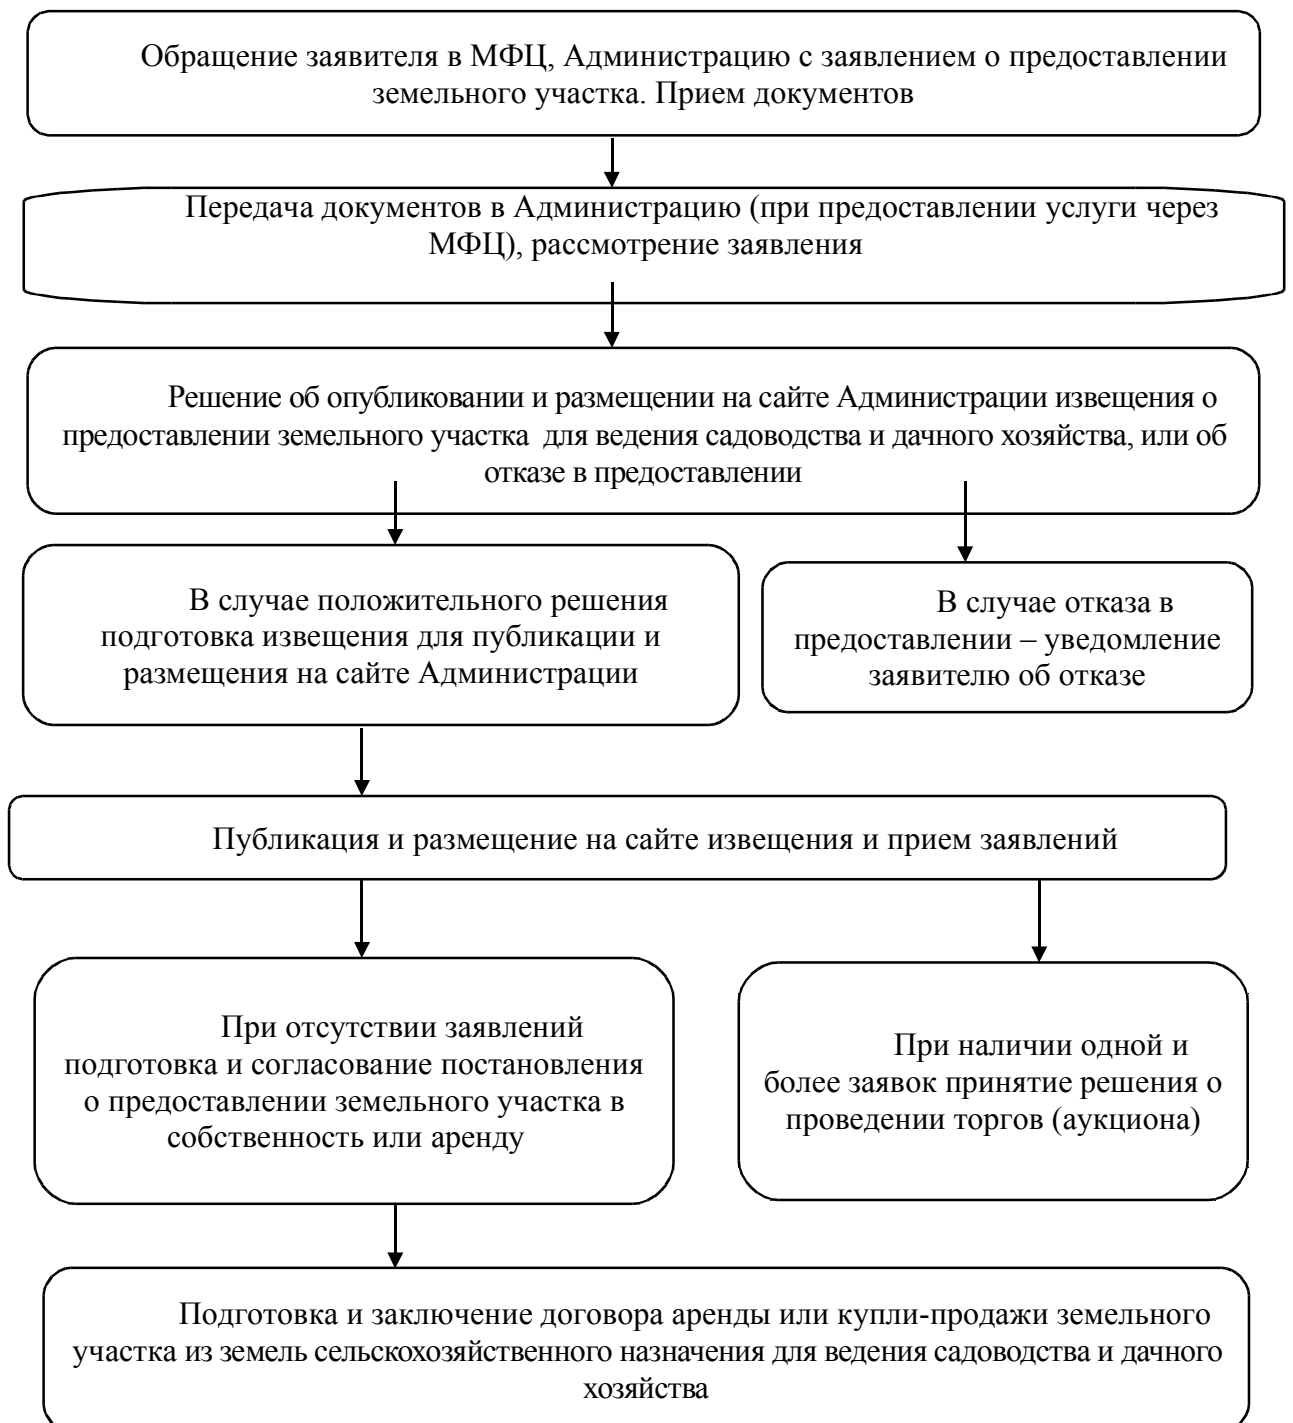 Обращение заявителя в МФЦ, Администрацию с заявлением о предоставлении
земельного участка. Прием документов
Передача документов в Администрацию (при предоставлении услуги через
МФЦ), рассмотрение заявления
Решение об опубликовании и размещении на сайте Администрации извещения о
предоставлении земельного участка для ведения садоводства и дачного хозяйства, или об
отказе в предоставлении
В случае положительного решения
подготовка извещения для публикации и
размещения на сайте Администрации
В случае отказа в
предоставлении – уведомление
заявителю об отказе
Публикация и размещение на сайте извещения и прием заявлений
При отсутствии заявлений
подготовка и согласование постановления
о предоставлении земельного участка в
собственность или аренду
При наличии одной и
более заявок принятие решения о
проведении торгов (аукциона)
Подготовка и заключение договора аренды или купли-продажи земельного
участка из земель сельскохозяйственного назначения для ведения садоводства и дачного
хозяйства